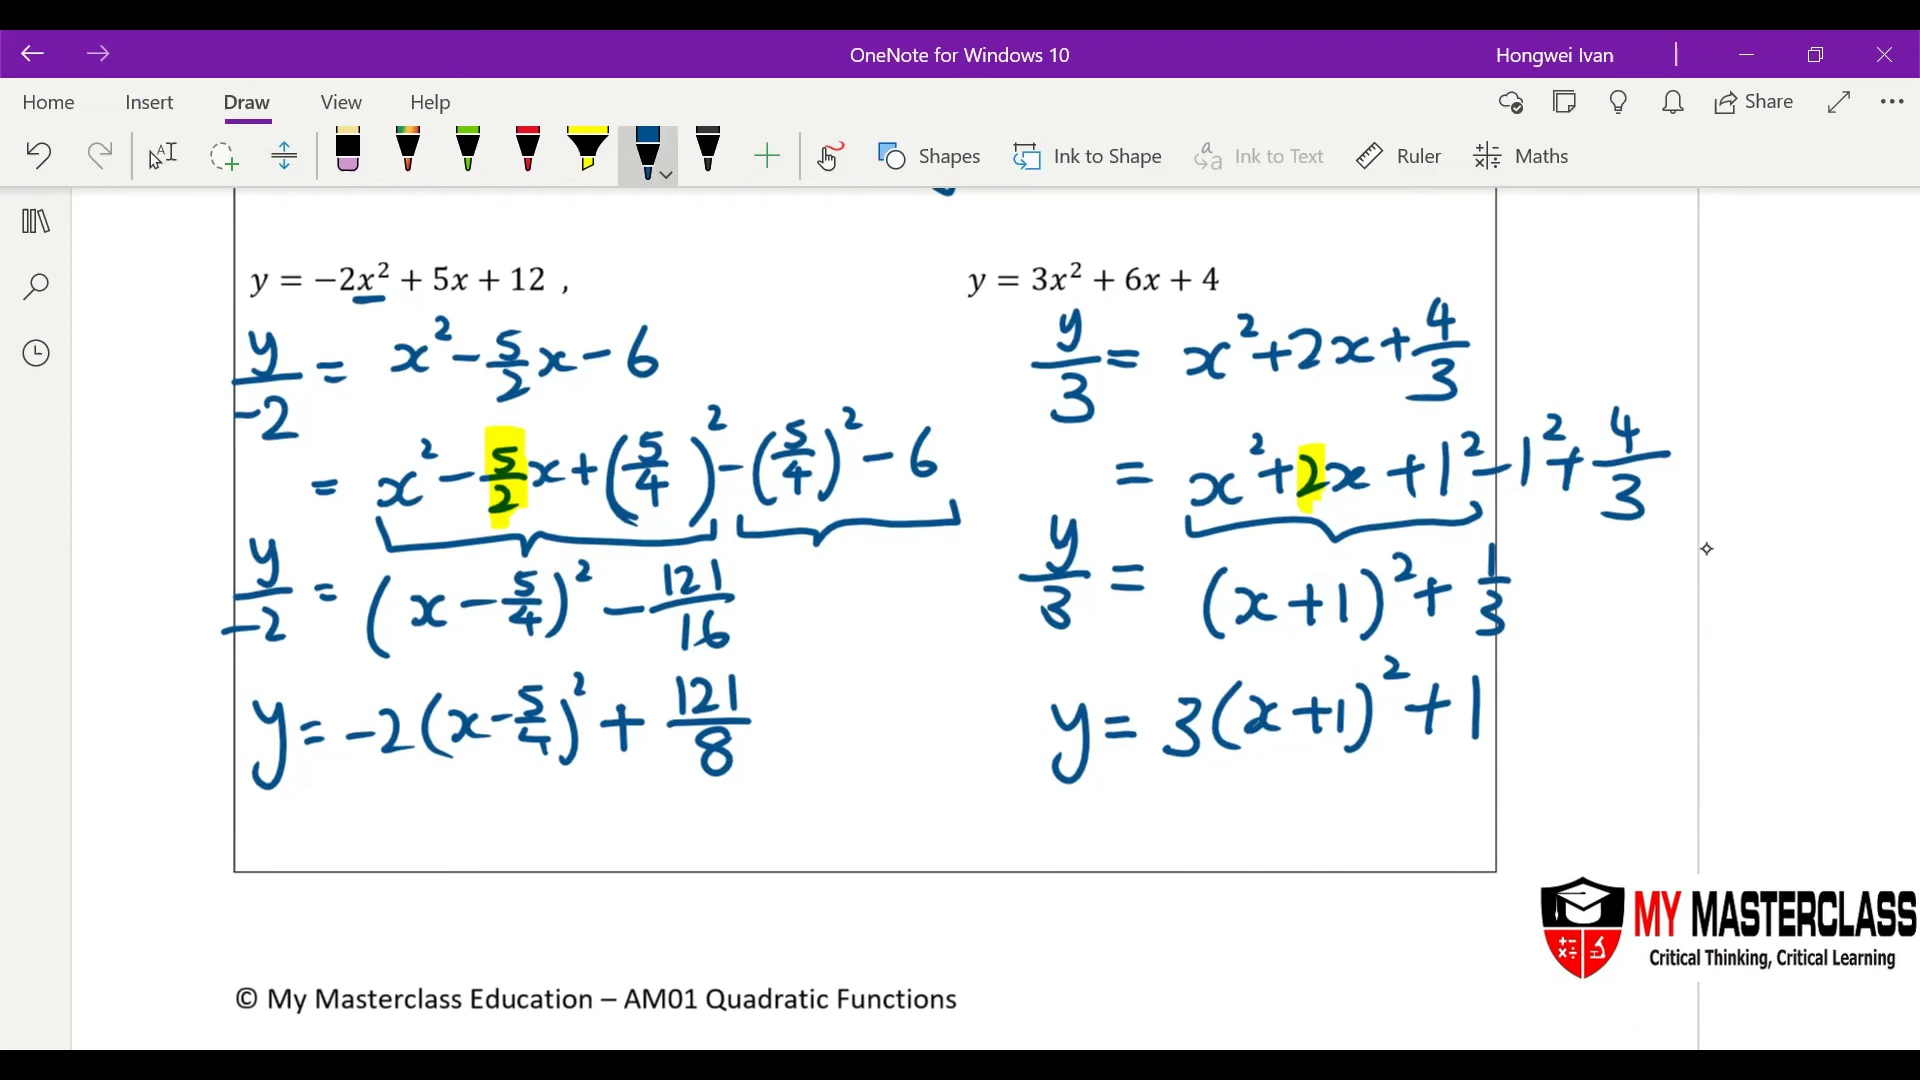 OneNote for Windows 10
Hongwei Ivan
Home Insert Draw View Help
Share
Shapes Ink to Shape Ink to Text Ruler Maths
y = −2x² + 5x + 12 ,
y/-2 = x² - 5/2 x - 6
= x² - 5/2 x + (5/4)² - (5/4)² - 6
y/-2 = (x - 5/4)² - 121/16
y = -2(x - 5/4)² + 121/8
y = 3x² + 6x + 4
y/3 = x² + 2x + 4/3
= x² + 2x + 1² - 1² + 4/3
y/3 = (x+1)² + 1/3
y = 3(x+1)² + 1
MY MASTERCLASS
Critical Thinking, Critical Learning
© My Masterclass Education – AM01 Quadratic Functions